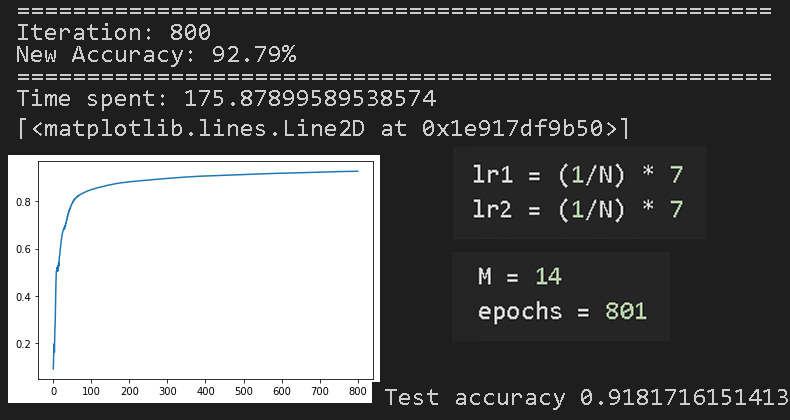 ======================================================
Iteration: 800
New Accuracy: 92.79%
======================================================
Time spent: 175.87899589538574
[<matplotlib.lines.Line2D at 0x1e917df9b50>]
0.8
0.6
0.4
0.2
0 100 200 300 400 500 600 700 800
lr1 = (1/N) * 7
lr2 = (1/N) * 7
M = 14
epochs = 801
Test accuracy 0.9181716151413